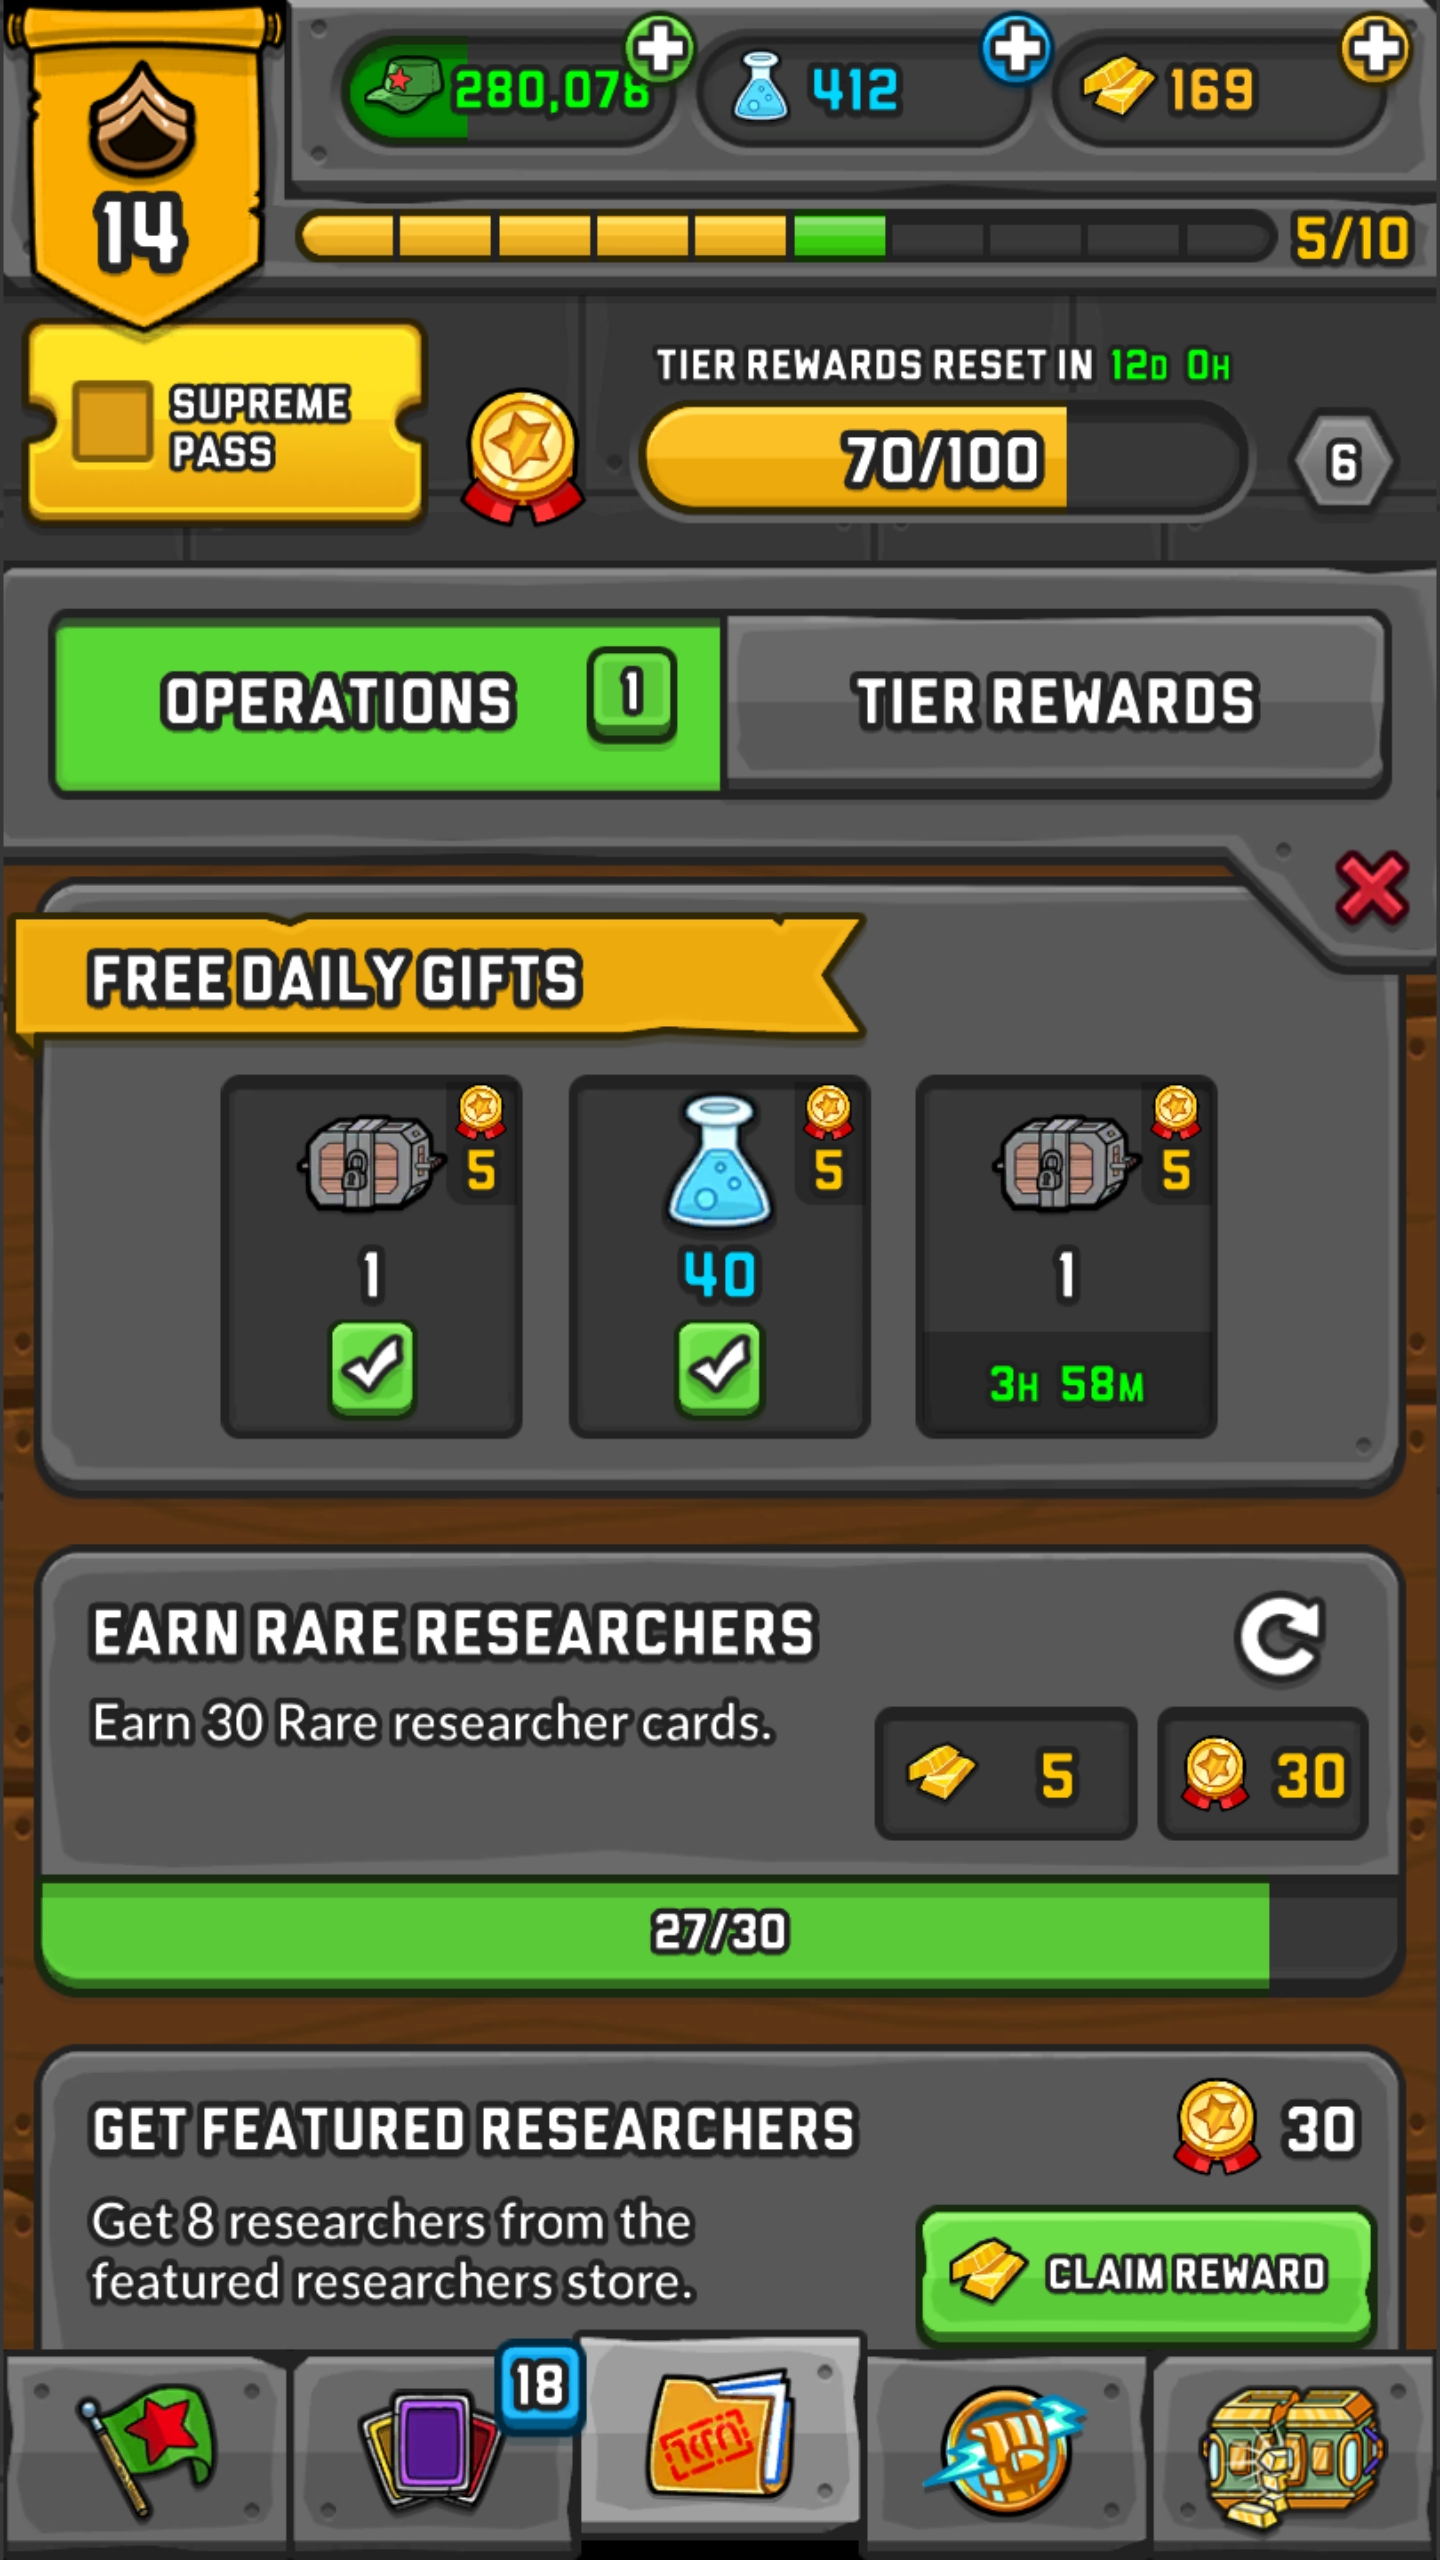 280,078
412
169
14
5/10
TIER REWARDS RESET IN 12D 0H
SUPREME
PASS
70/100
6
OPERATIONS
1
TIER REWARDS
FREE DAILY GIFTS
5
5
5
1
40
1
3H 58M
EARN RARE RESEARCHERS
Earn 30 Rare researcher cards.
5
30
27/30
GET FEATURED RESEARCHERS
30
Get 8 researchers from the
featured researchers store.
CLAIM REWARD
18